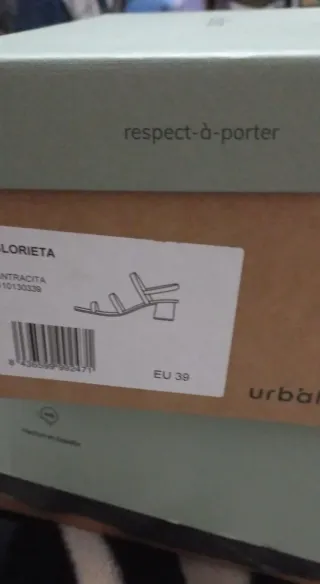 respect-à-porter
LORIETA
NTRACITA
10130339
EU 39
urbà